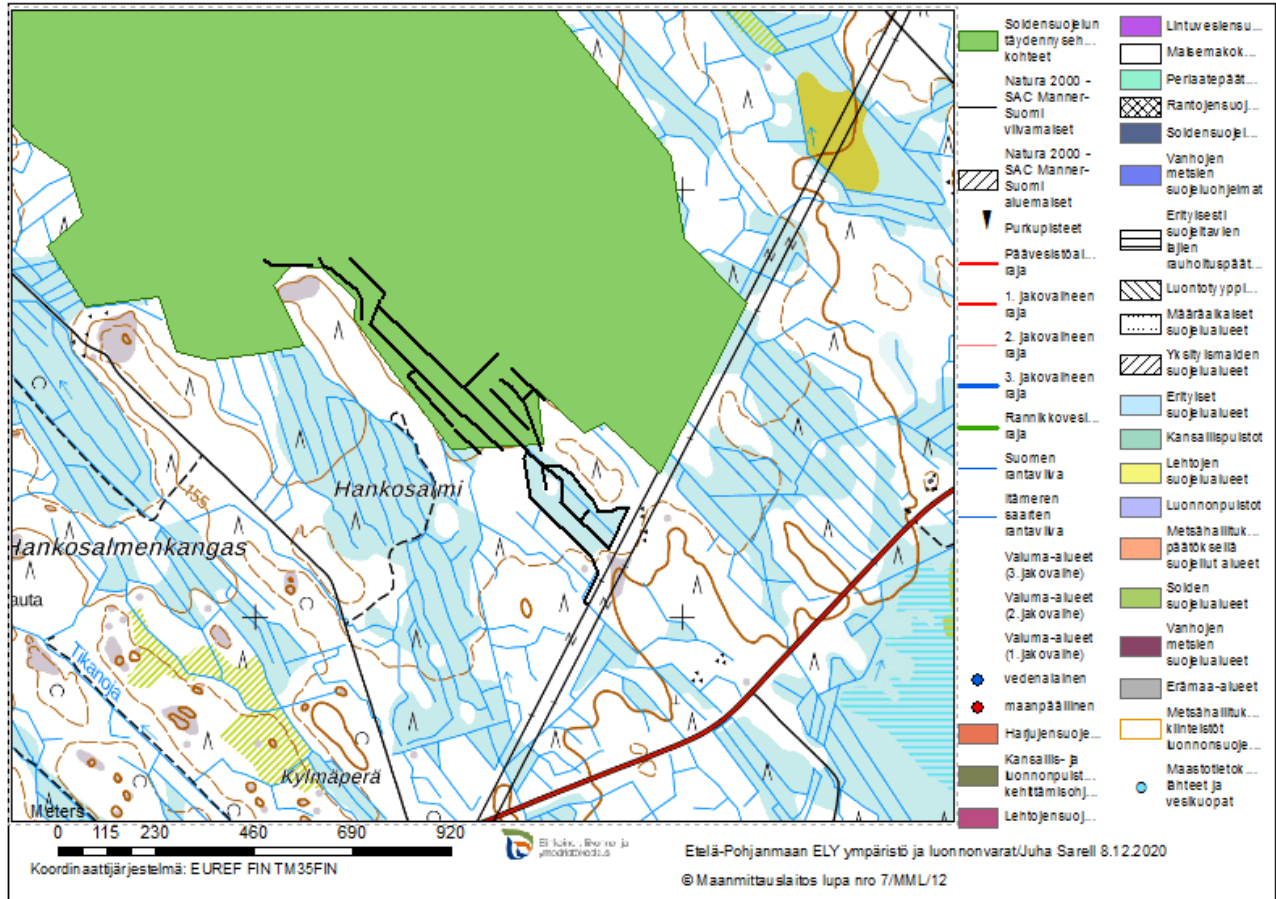 Hankosalmi
155
Hankosalmenkangas
auta
Tikanoja
Kylmäperä
Meters
0 115 230 460 690 920
Koordinaattijärjestelmä: EUREF FIN TM35FIN
Etelä-Pohjanmaan ELY ympäristö ja luonnonvarat/Juha Sarell 8.12.2020
© Maanmittauslaitos lupa nro 7/MML/12
Soidensuojelun
täydennyseh...
kohteet
Natura 2000 -
SAC Manner-
Suomi
viivamaiset
Natura 2000 -
SAC Manner-
Suomi
aluemaiset
Purkupisteet
Päävesistöal...
raja
1. jakovaiheen
raja
2. jakovaiheen
raja
3. jakovaiheen
raja
Rannikkovesi...
raja
Suomen
rantaviiva
Itämeren
saarten
rantaviiva
Valuma-alueet
(3.jakovaihe)
Valuma-alueet
(2.jakovaihe)
Valuma-alueet
(1.jakovaihe)
vedenalainen
maanpäällinen
Harjujensuoje...
Kansallis- ja
luonnonpuist...
kehittämisohj...
Lehtojensuoj...
Lintuvesiensu...
Maisemakok...
Periaatepäät...
Rantojensuoj...
Soidensuojel...
Vanhojen
metsien
suojeluohjelmat
Erityisesti
suojeltavien
lajien
rauhoituspäät...
Luontotyyppi...
Määräaikaiset
suojelualueet
Yksityismaiden
suojelualueet
Erityiset
suojelualueet
Kansallispuistot
Lehtojen
suojelualueet
Luonnonpuistot
Metsähallituk...
päätöksellä
suojellut alueet
Soiden
suojelualueet
Vanhojen
metsien
suojelualueet
Erämaa-alueet
Metsähallituk...
kiinteistöt
luonnonsuoje...
Maastotietok...
lähteet ja
vesikuopat